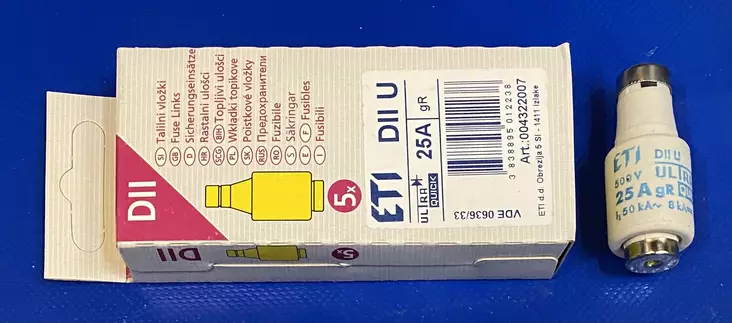 DII
SI Talilni vložki
GB Fuse Links
D Sicherungseinsätze
HR Rastalni ulošci
SCG BIH Topljivi ulošci
PL Wkładki topikowe
SK Poistkové vložky
RUS Предохранители
RO Fuzibile
S Säkringar
E F Fusibles
I Fusibili
5x
ETI DII U
ULTRA QUICK
25A gR
VDE 0636/33
3 838895 012238
Art.:004322007
ETI d.d. Obrezija 5 SI - 1411 Izlake
DII
5x
ETI
DII U
500V
ULTRA
25A gR
I₁ 50 kA~ 8 kA